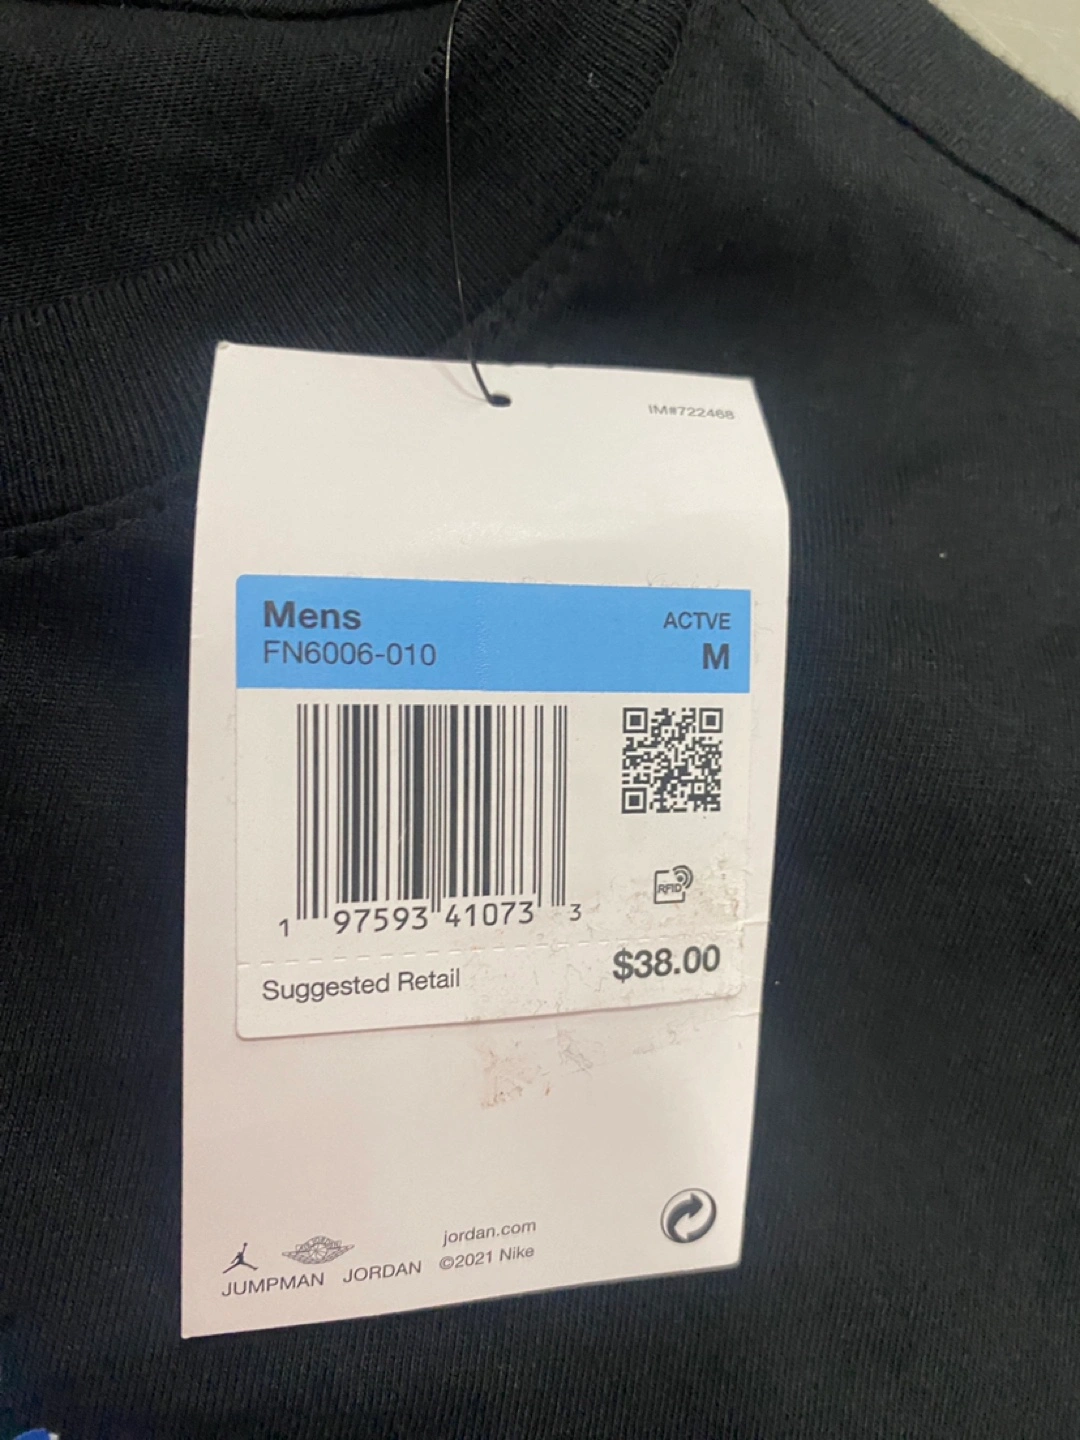 IM#722468
Mens
ACTVE
FN6006-010
M
RFID
1 97593 41073 3
Suggested Retail
$38.00
jordan.com
JUMPMAN JORDAN ©2021 Nike